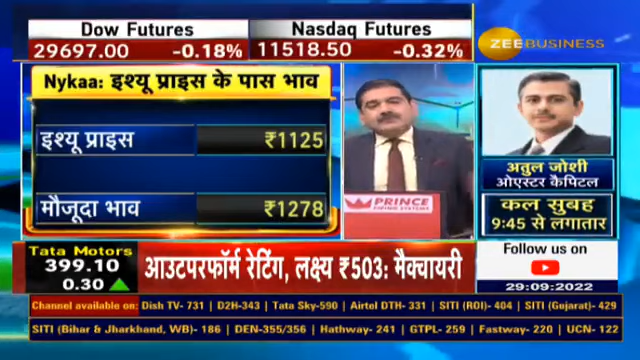 Dow Futures
29697.00 -0.18%
Nasdaq Futures
11518.50 -0.32%
ZEE BUSINESS
Nykaa: इश्यू प्राइस के पास भाव
इश्यू प्राइस ₹1125
मौजूदा भाव ₹1278
PRINCE
PIPING SYSTEMS
अतुल जोशी
ओएस्टर कैपिटल
कल सुबह
9:45 से लगातार
Tata Motors
399.10
0.30
आउटपरफॉर्म रेटिंग, लक्ष्य ₹503: मैक्वायरी
Follow us on
29:09:2022
Channel available on: Dish TV- 731 | D2H-343 | Tata Sky-590 | Airtel DTH- 331 | SITI (ROI)- 404 | SITI (Gujarat)- 429
SITI (Bihar & Jharkhand, WB)- 186 | DEN-355/356 | Hathway- 241 | GTPL- 259 | Fastway- 220 | UCN- 122